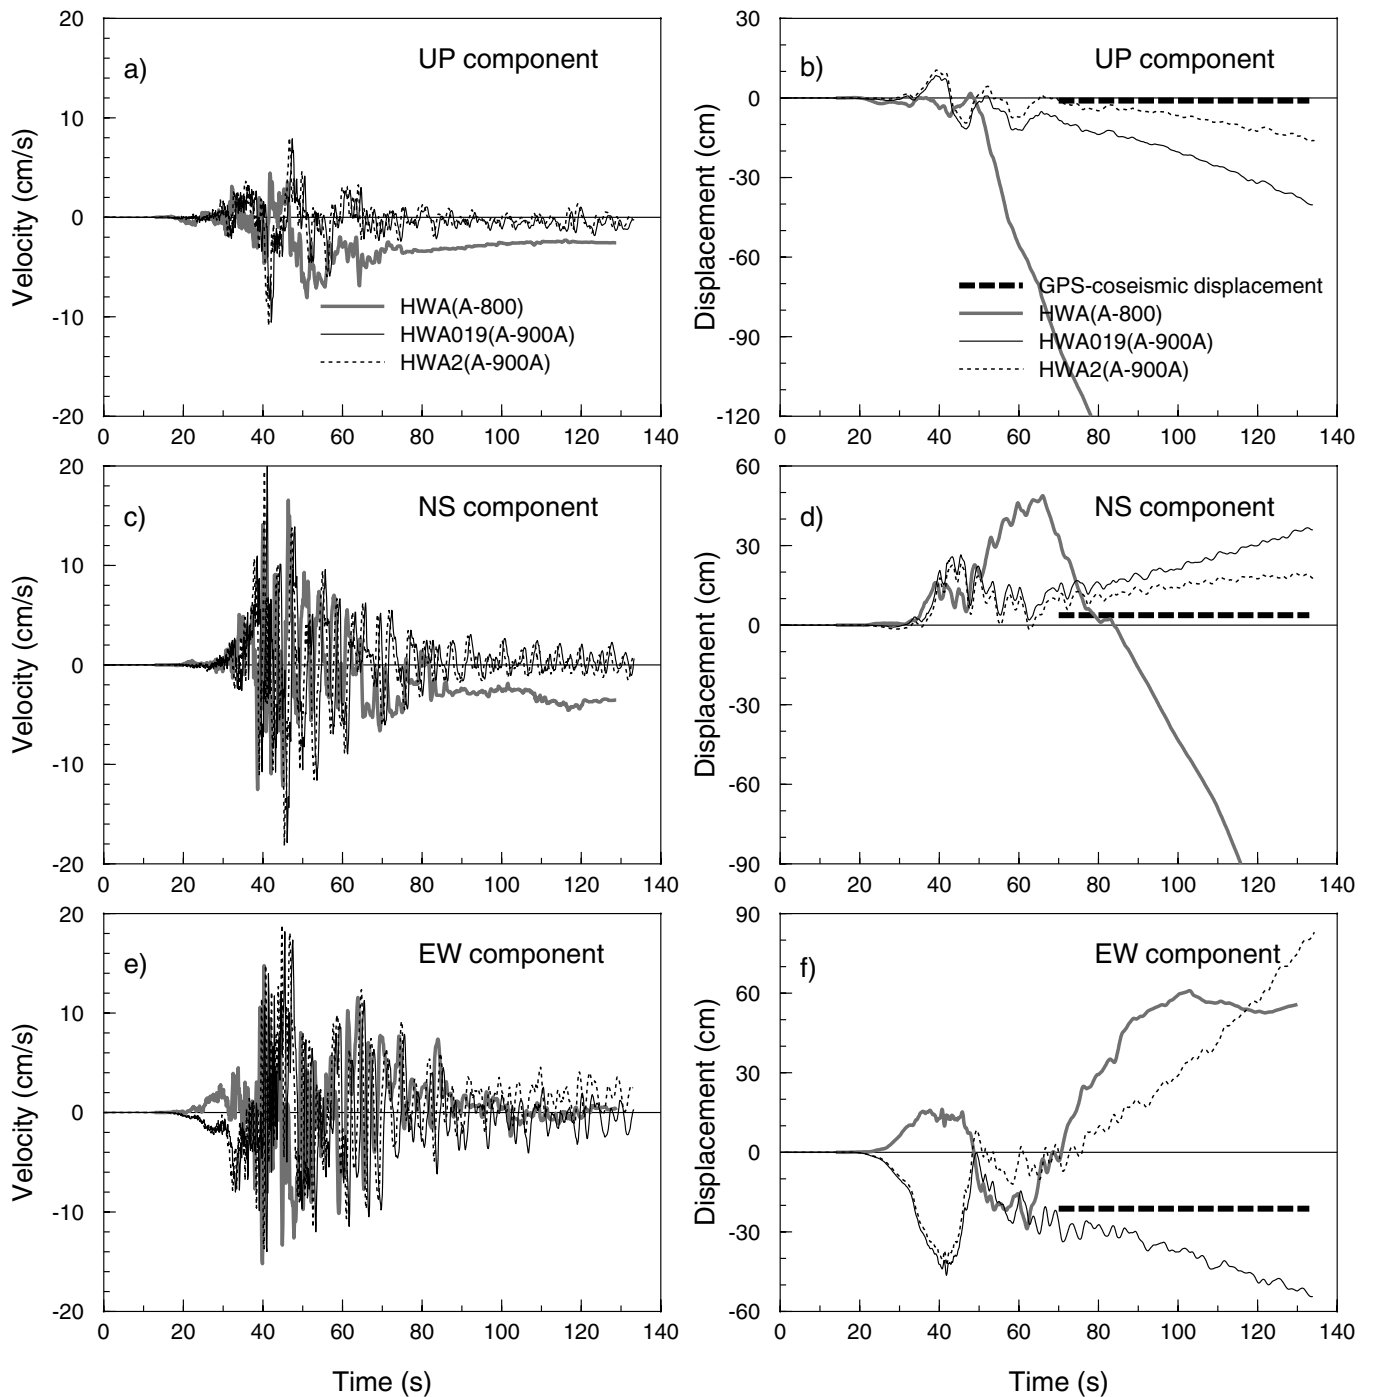 20
10
0
-10
-20
Velocity (cm/s)
a)
UP component
HWA(A-800)
HWA019(A-900A)
HWA2(A-900A)
0 20 40 60 80 100 120 140
30
0
-30
-60
-90
-120
Displacement (cm)
b)
UP component
GPS-coseismic displacement
HWA(A-800)
HWA019(A-900A)
HWA2(A-900A)
0 20 40 60 80 100 120 140
20
10
0
-10
-20
Velocity (cm/s)
c)
NS component
0 20 40 60 80 100 120 140
60
30
0
-30
-60
-90
Displacement (cm)
d)
NS component
0 20 40 60 80 100 120 140
20
10
0
-10
-20
Velocity (cm/s)
e)
EW component
0 20 40 60 80 100 120 140
Time (s)
90
60
30
0
-30
-60
Displacement (cm)
f)
EW component
0 20 40 60 80 100 120 140
Time (s)